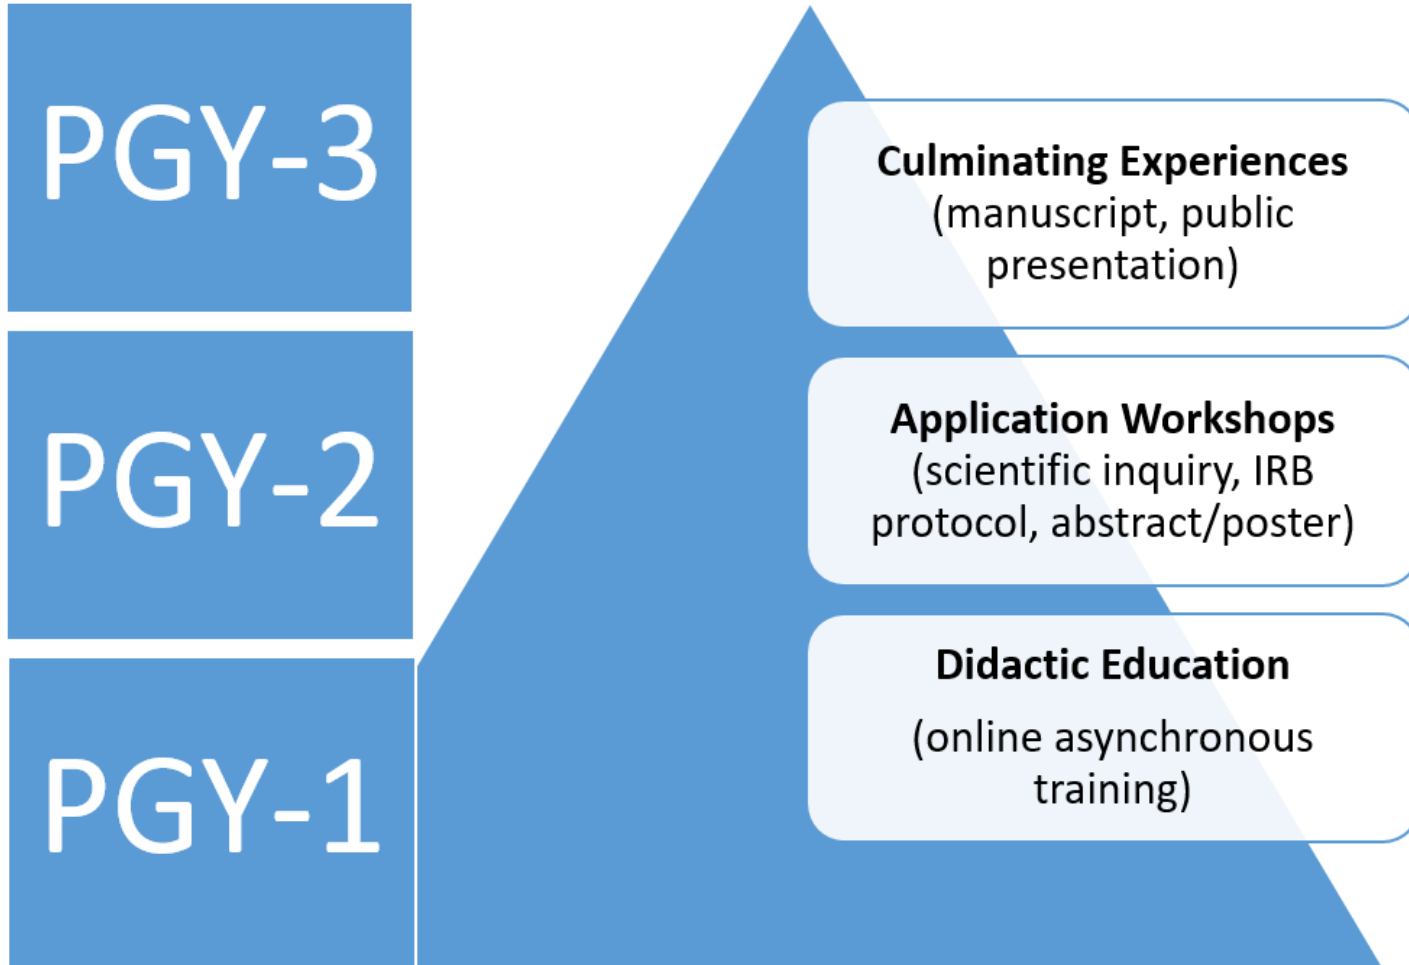 PGY-3
Culminating Experiences
(manuscript, public
presentation)
PGY-2
Application Workshops
(scientific inquiry, IRB
protocol, abstract/poster)
PGY-1
Didactic Education
(online asynchronous
training)